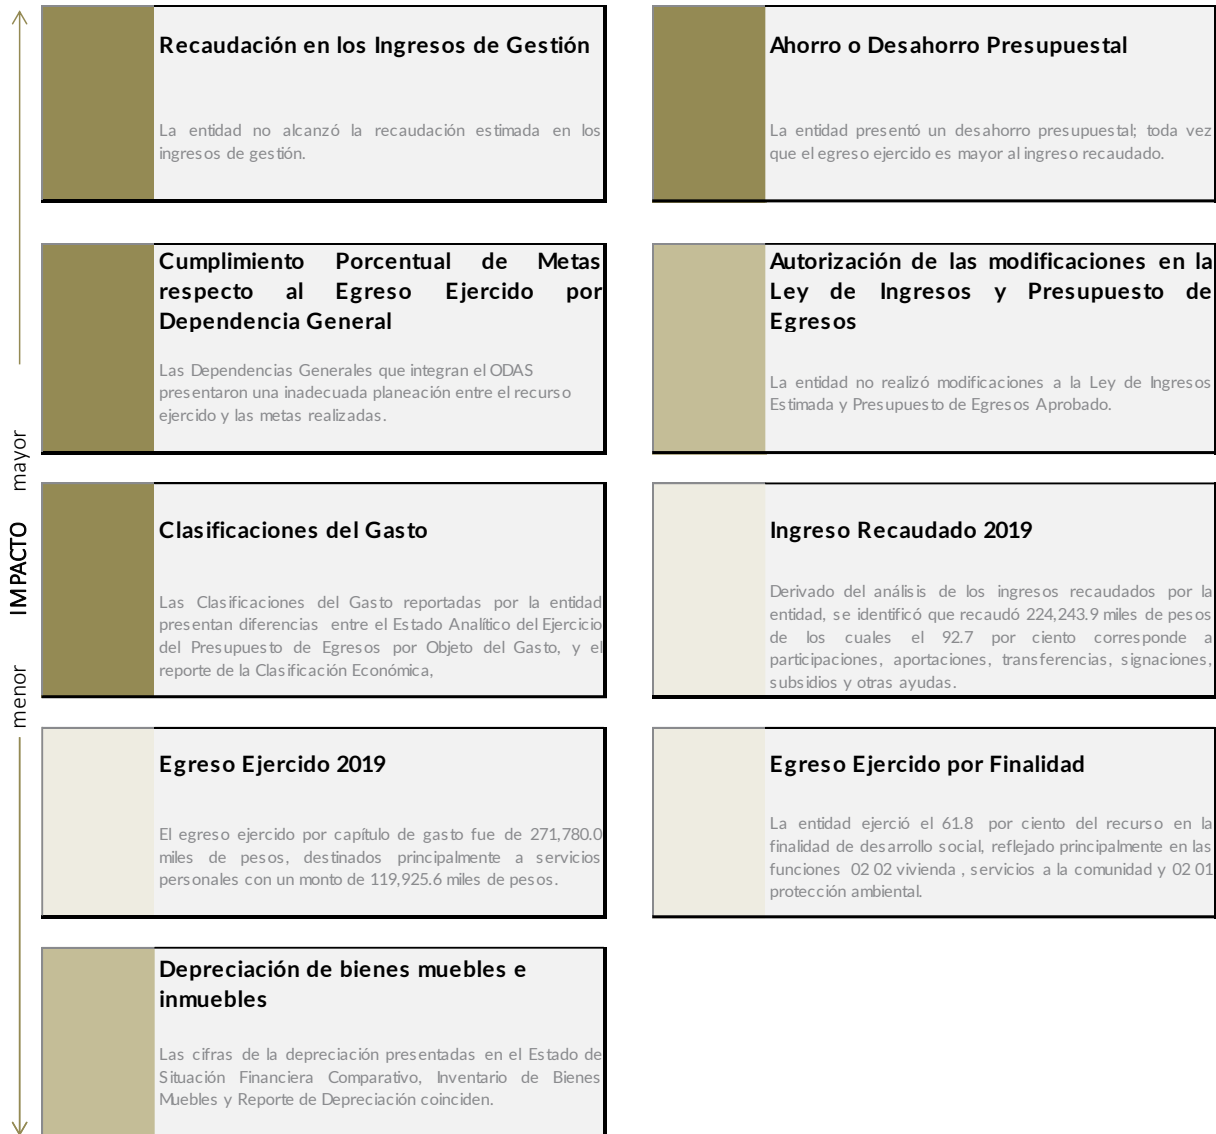 Recaudación en los Ingresos de Gestión
La entidad no alcanzó la recaudación estimada en los
ingresos de gestión.
Ahorro o Desahorro Presupuestal
La entidad presentó un desahorro presupuestal; toda vez
que el egreso ejercido es mayor al ingreso recaudado.
Cumplimiento Porcentual de Metas
respecto al Egreso Ejercido por
Dependencia General
Las Dependencias Generales que integran el ODAS
presentaron una inadecuada planeación entre el recurso
ejercido y las metas realizadas.
Autorización de las modificaciones en la
Ley de Ingresos y Presupuesto de
Egresos
La entidad no realizó modificaciones a la Ley de Ingresos
Estimada y Presupuesto de Egresos Aprobado.
mayor
IMPACTO
menor
Clasificaciones del Gasto
Las Clasificaciones del Gasto reportadas por la entidad
presentan diferencias entre el Estado Analítico del Ejercicio
del Presupuesto de Egresos por Objeto del Gasto, y el
reporte de la Clasificación Económica,
Ingreso Recaudado 2019
Derivado del análisis de los ingresos recaudados por la
entidad, se identificó que recaudó 224,243.9 miles de pesos
de los cuales el 92.7 por ciento corresponde a
participaciones, aportaciones, transferencias, signaciones,
subsidios y otras ayudas.
Egreso Ejercido 2019
El egreso ejercido por capítulo de gasto fue de 271,780.0
miles de pesos, destinados principalmente a servicios
personales con un monto de 119,925.6 miles de pesos.
Egreso Ejercido por Finalidad
La entidad ejerció el 61.8 por ciento del recurso en la
finalidad de desarrollo social, reflejado principalmente en las
funciones 02 02 vivienda , servicios a la comunidad y 02 01
protección ambiental.
Depreciación de bienes muebles e
inmuebles
Las cifras de la depreciación presentadas en el Estado de
Situación Financiera Comparativo, Inventario de Bienes
Muebles y Reporte de Depreciación coinciden.